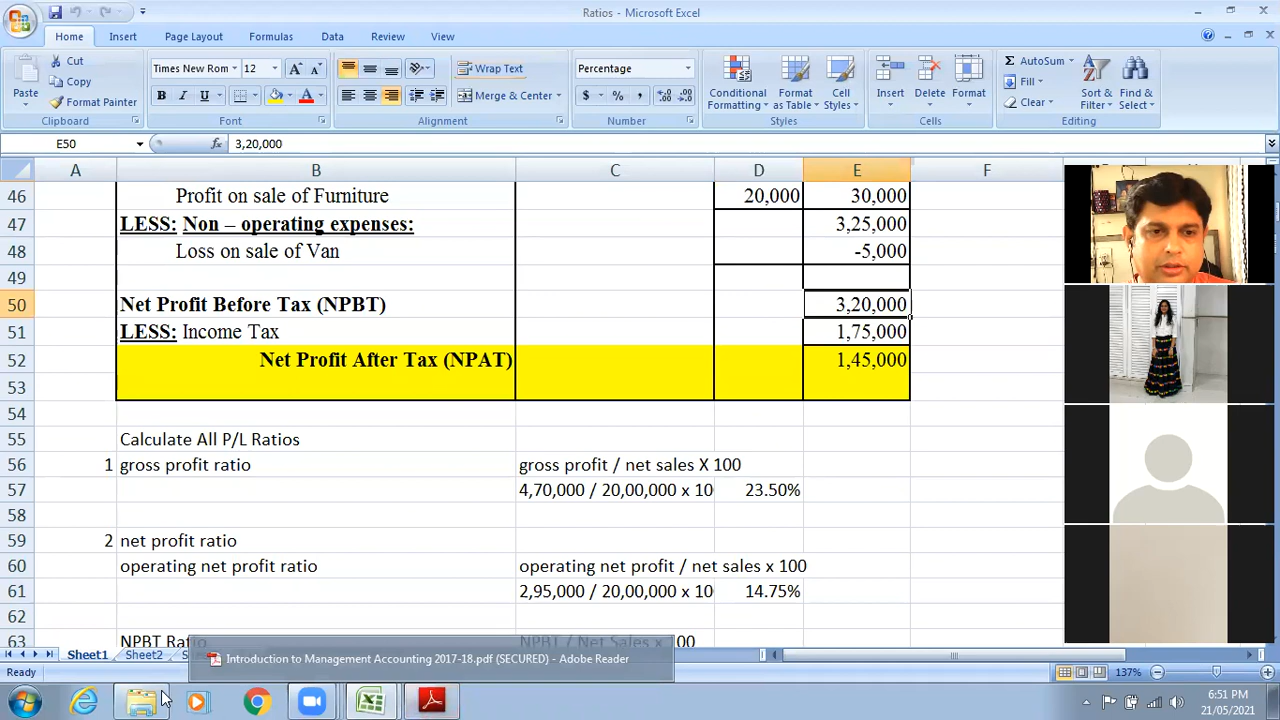 Ratios - Microsoft Excel
Home Insert Page Layout Formulas Data Review View
Paste
Cut
Copy
Format Painter
Clipboard
Times New Rom 12
B I U
Font
Wrap Text
Merge & Center
Alignment
Percentage
$ % ,
Number
Conditional Formatting
Format as Table
Cell Styles
Styles
Insert Delete Format
Cells
AutoSum
Fill
Clear
Sort & Filter
Find & Select
Editing
E50 fx 3,20,000
A B C D E F
46 Profit on sale of Furniture 20,000 30,000
47 LESS: Non – operating expenses: 3,25,000
48 Loss on sale of Van -5,000
49
50 Net Profit Before Tax (NPBT) 3,20,000
51 LESS: Income Tax 1,75,000
52 Net Profit After Tax (NPAT) 1,45,000
53
54
55 Calculate All P/L Ratios
56 1 gross profit ratio gross profit / net sales X 100
57 4,70,000 / 20,00,000 x 10 23.50%
58
59 2 net profit ratio
60 operating net profit ratio operating net profit / net sales x 100
61 2,95,000 / 20,00,000 x 10 14.75%
62
63 NPBT Ratio NPBT / Net Sales x 100
Sheet1 Sheet2
Introduction to Management Accounting 2017-18.pdf (SECURED) - Adobe Reader
Ready 137%
6:51 PM
21/05/2021